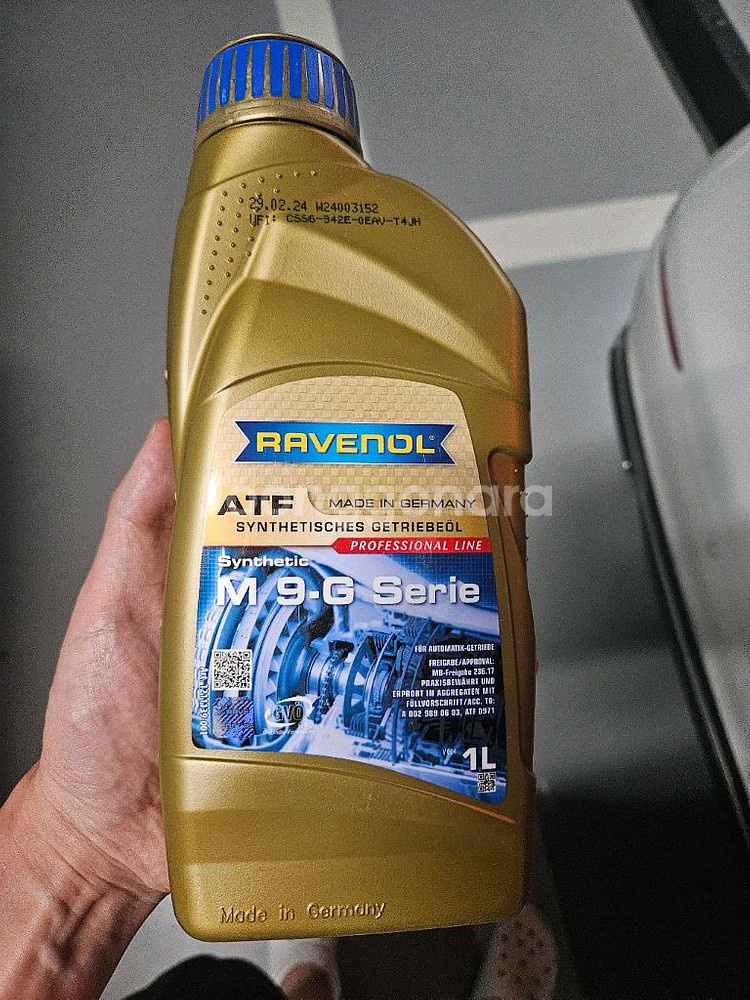 29.02.24 W24003152
UFI: CSS6-942E-0EAV-T4JH
RAVENOL®
ATF MADE IN GERMANY
SYNTHETISCHES GETRIEBEÖL
PROFESSIONAL LINE
Synthetic
M 9-G Serie
FÜR AUTOMATIK-GETRIEBE
FREIGABE/APPROVAL:
MB-Freigabe 236.17
PRAXISBEWÄHRT UND
ERPROBT IN AGGREGATEN MIT
FÜLLVORSCHRIFT/ACC. TO:
A 002 989 06 03, ATF 0971
GVÖ
1L
Made in Germany